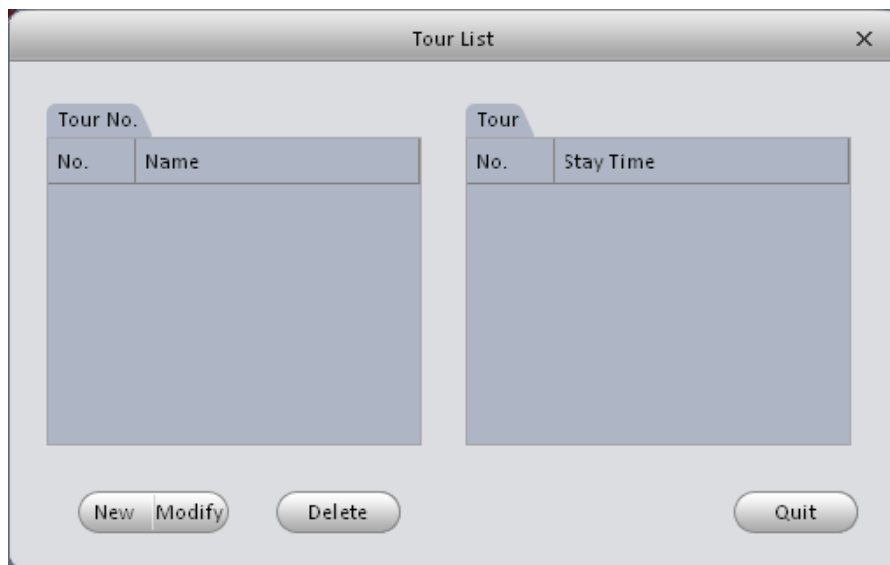 Tour List
Tour No.
Tour
No. Name
No. Stay Time
New Modify Delete Quit